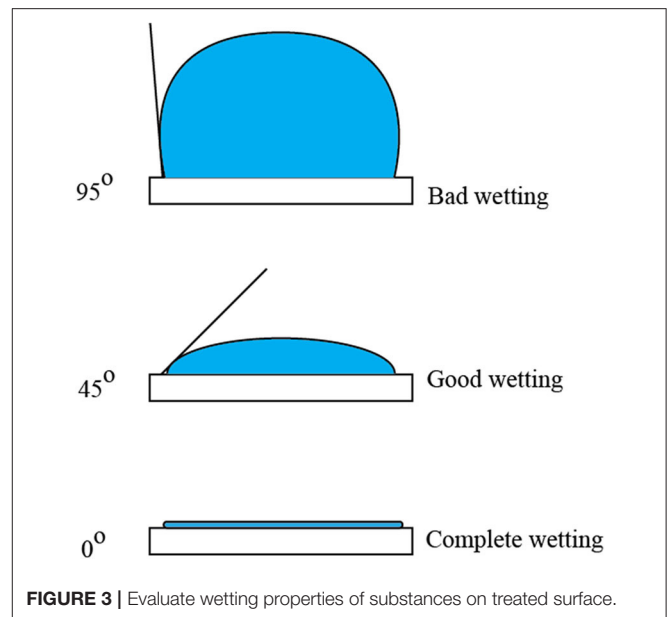 95°
Bad wetting
45°
Good wetting
0°
Complete wetting
FIGURE 3 | Evaluate wetting properties of substances on treated surface.